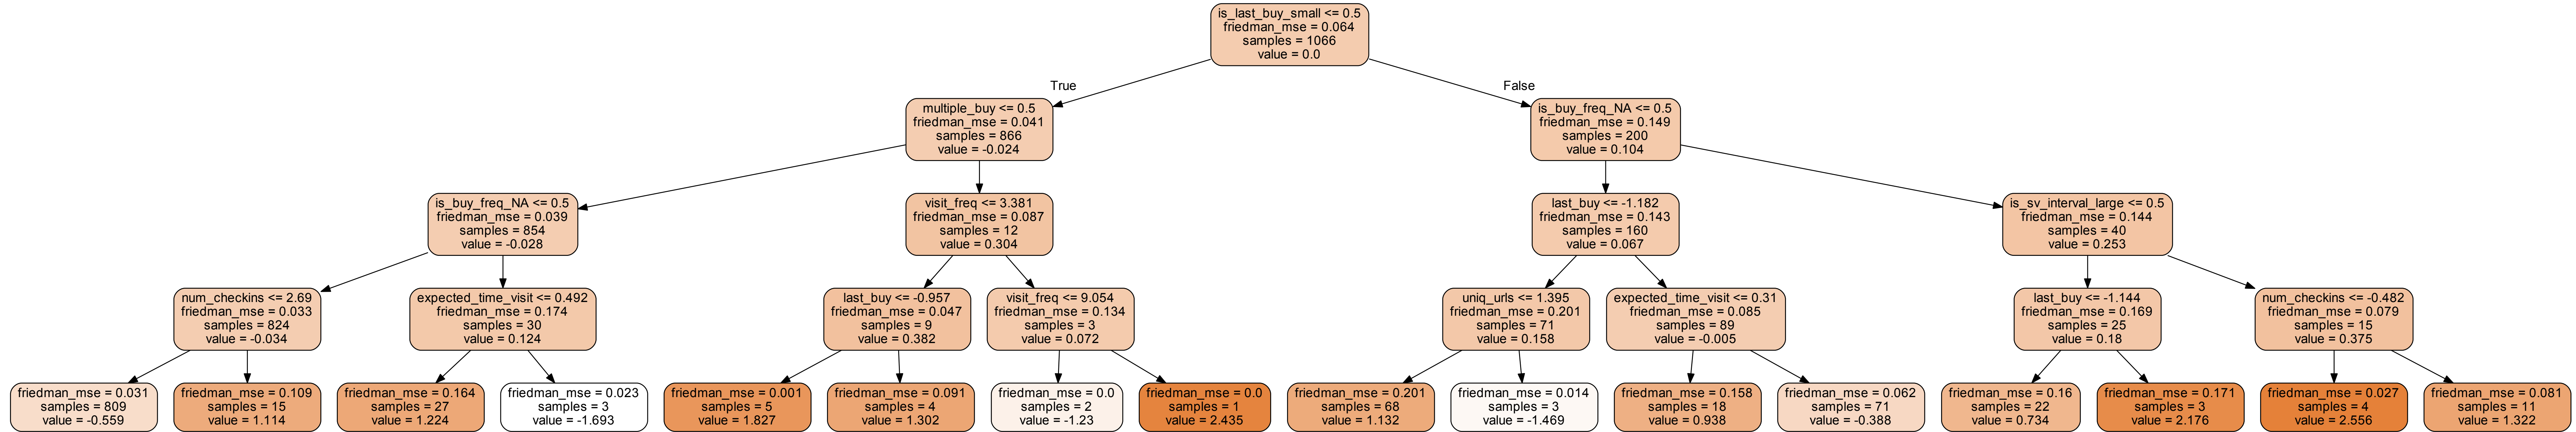 is_last_buy_small <= 0.5
friedman_mse = 0.064
samples = 1066
value = 0.0
True
False
multiple_buy <= 0.5
friedman_mse = 0.041
samples = 866
value = -0.024
is_buy_freq_NA <= 0.5
friedman_mse = 0.149
samples = 200
value = 0.104
is_buy_freq_NA <= 0.5
friedman_mse = 0.039
samples = 854
value = -0.028
visit_freq <= 3.381
friedman_mse = 0.087
samples = 12
value = 0.304
last_buy <= -1.182
friedman_mse = 0.143
samples = 160
value = 0.067
is_sv_interval_large <= 0.5
friedman_mse = 0.144
samples = 40
value = 0.253
num_checkins <= 2.69
friedman_mse = 0.033
samples = 824
value = -0.034
expected_time_visit <= 0.492
friedman_mse = 0.174
samples = 30
value = 0.124
last_buy <= -0.957
friedman_mse = 0.047
samples = 9
value = 0.382
visit_freq <= 9.054
friedman_mse = 0.134
samples = 3
value = 0.072
uniq_urls <= 1.395
friedman_mse = 0.201
samples = 71
value = 0.158
expected_time_visit <= 0.31
friedman_mse = 0.085
samples = 89
value = -0.005
last_buy <= -1.144
friedman_mse = 0.169
samples = 25
value = 0.18
num_checkins <= -0.482
friedman_mse = 0.079
samples = 15
value = 0.375
friedman_mse = 0.031
samples = 809
value = -0.559
friedman_mse = 0.109
samples = 15
value = 1.114
friedman_mse = 0.164
samples = 27
value = 1.224
friedman_mse = 0.023
samples = 3
value = -1.693
friedman_mse = 0.001
samples = 5
value = 1.827
friedman_mse = 0.091
samples = 4
value = 1.302
friedman_mse = 0.0
samples = 2
value = -1.23
friedman_mse = 0.0
samples = 1
value = 2.435
friedman_mse = 0.201
samples = 68
value = 1.132
friedman_mse = 0.014
samples = 3
value = -1.469
friedman_mse = 0.158
samples = 18
value = 0.938
friedman_mse = 0.062
samples = 71
value = -0.388
friedman_mse = 0.16
samples = 22
value = 0.734
friedman_mse = 0.171
samples = 3
value = 2.176
friedman_mse = 0.027
samples = 4
value = 2.556
friedman_mse = 0.081
samples = 11
value = 1.322